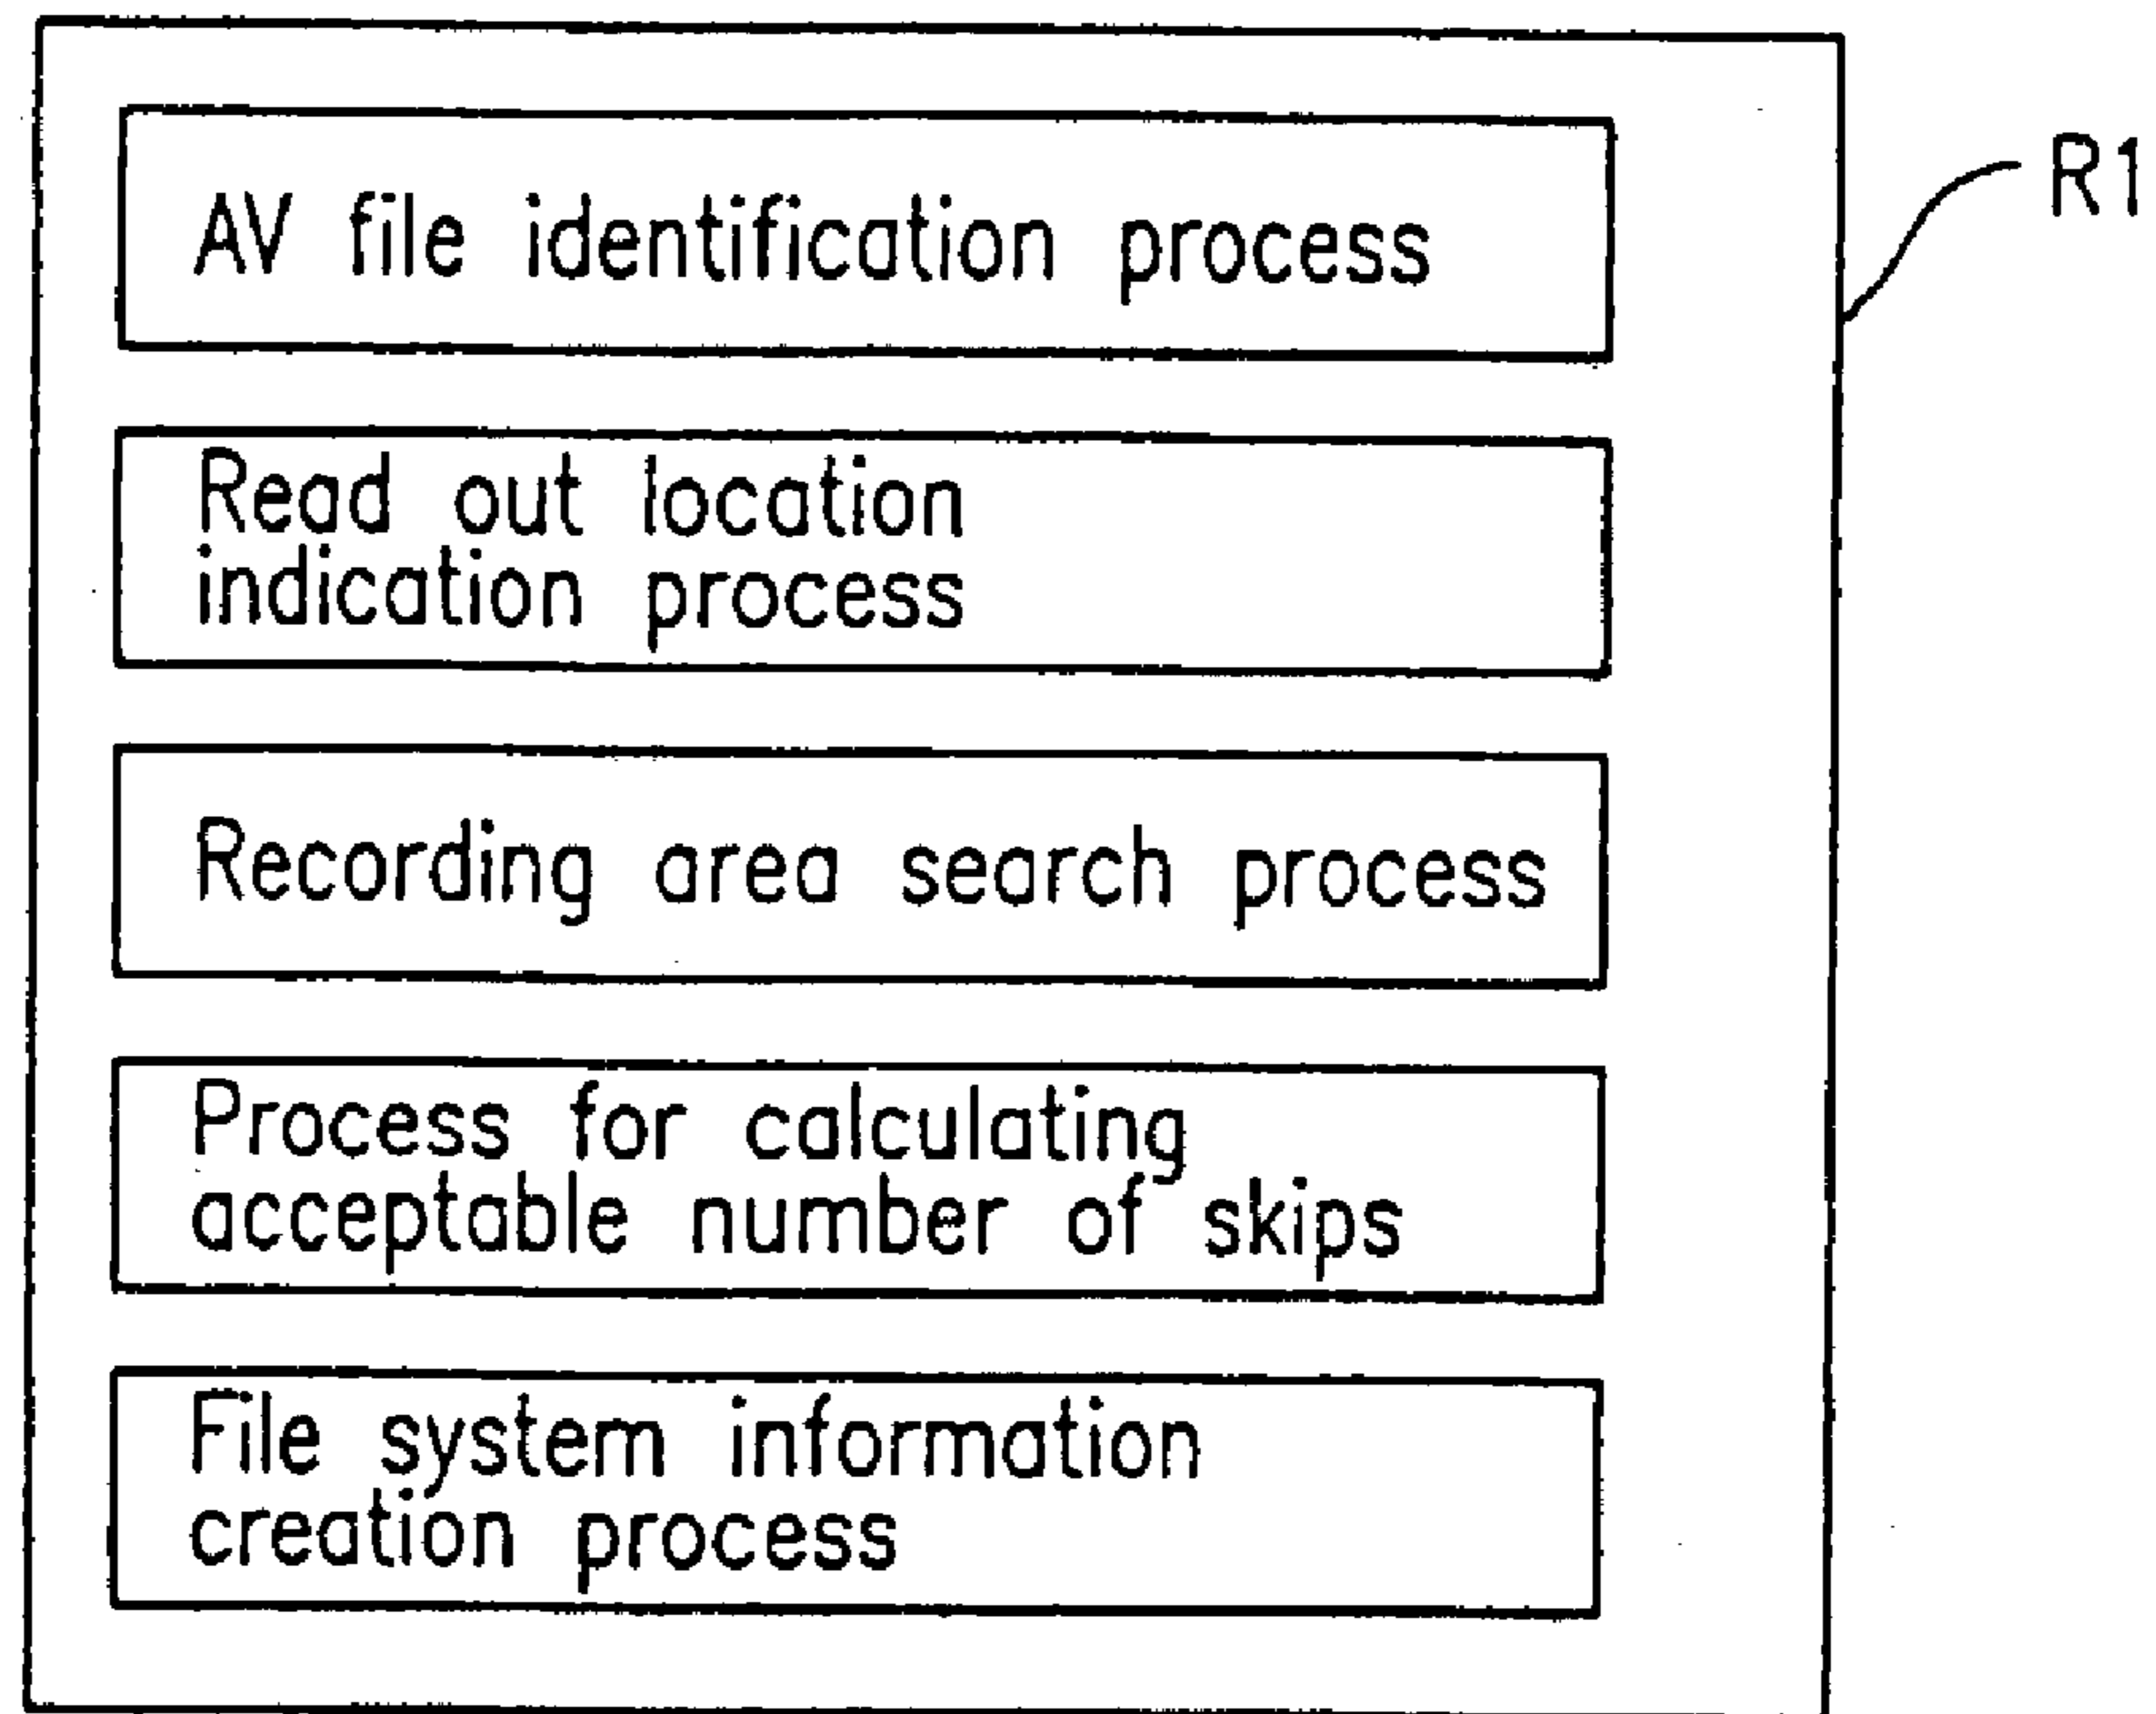 R1
AV file identification process
Read out location
indication process
Recording area search process
Process for calculating
acceptable number of skips
File system information
creation process